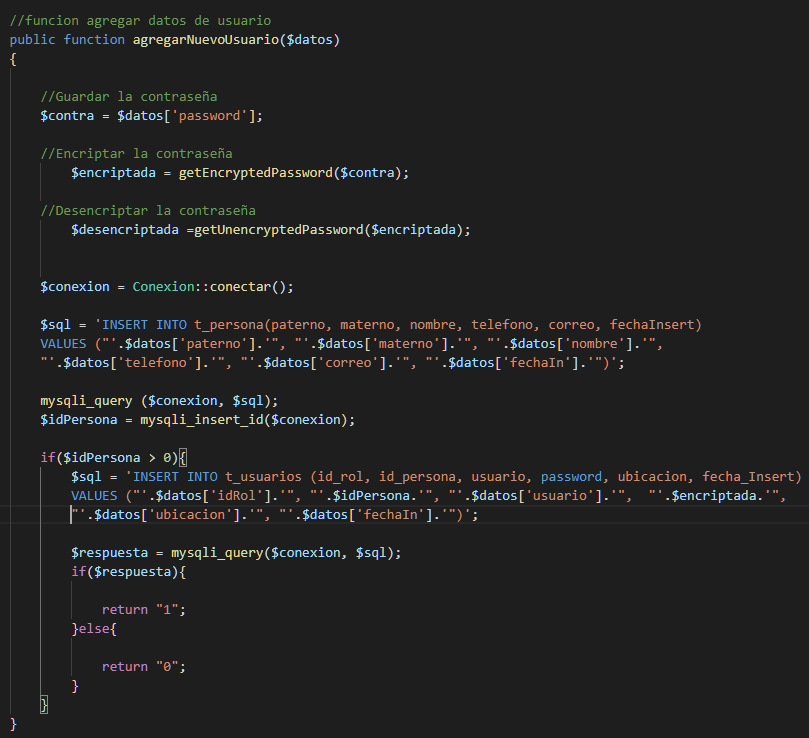 //funcion agregar datos de usuario
public function agregarNuevoUsuario($datos)
{
//Guardar la contraseña
$contra = $datos['password'];
//Encriptar la contraseña
$encriptada = getEncryptedPassword($contra);
//Desencriptar la contraseña
$desencriptada =getUnencryptedPassword($encriptada);
$conexion = Conexion::conectar();
$sql = 'INSERT INTO t_persona(paterno, materno, nombre, telefono, correo, fechaInsert)
VALUES ("'.$datos['paterno'].'", "'.$datos['materno'].'", "'.$datos['nombre'].'",
"'.$datos['telefono'].'", "'.$datos['correo'].'", "'.$datos['fechaIn'].'")';
mysqli_query ($conexion, $sql);
$idPersona = mysqli_insert_id($conexion);
if($idPersona > 0){
$sql = 'INSERT INTO t_usuarios (id_rol, id_persona, usuario, password, ubicacion, fecha_Insert)
VALUES ("'.$datos['idRol'].'", "'.$idPersona.'", "'.$datos['usuario'].'",  "'.$encriptada.'",
"'.$datos['ubicacion'].'", "'.$datos['fechaIn'].'")';
$respuesta = mysqli_query($conexion, $sql);
if($respuesta){
return "1";
}else{
return "0";
}
}
}